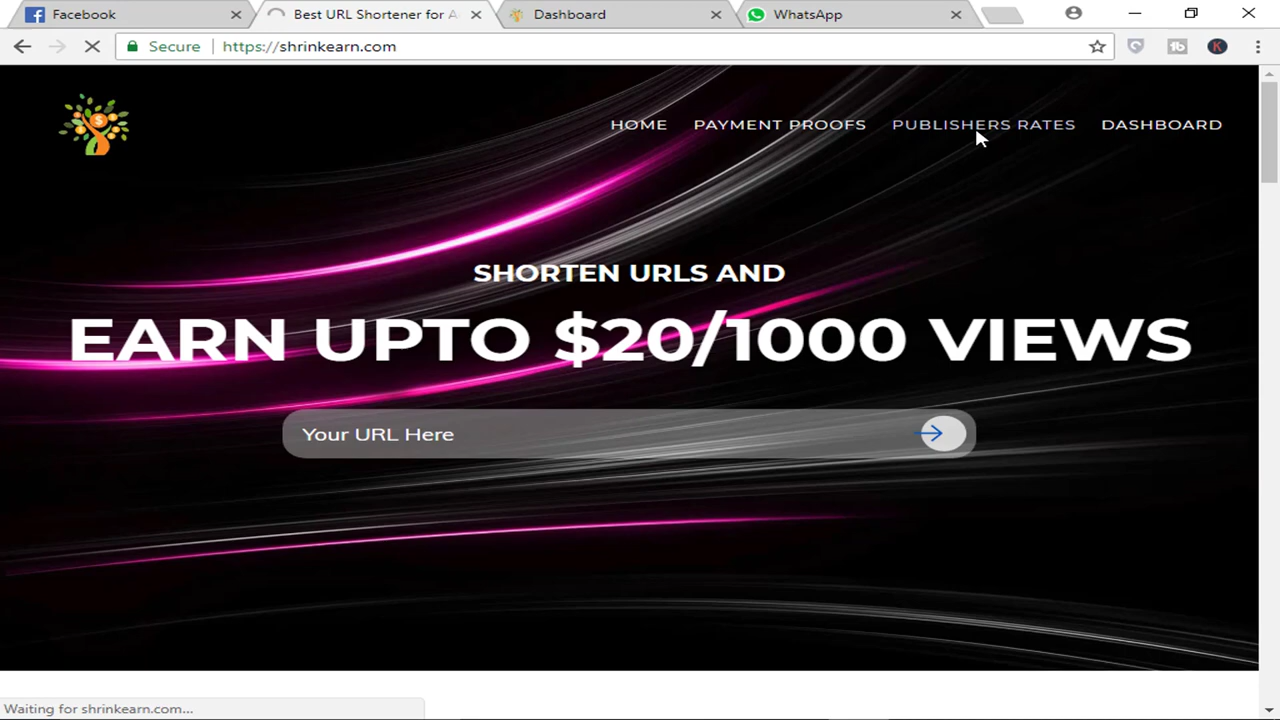 Facebook
Best URL Shortener for A
Dashboard
WhatsApp
Secure
https://shrinkearn.com
HOME
PAYMENT PROOFS
PUBLISHERS RATES
DASHBOARD
SHORTEN URLS AND
EARN UPTO $20/1000 VIEWS
Your URL Here
Waiting for shrinkearn.com...